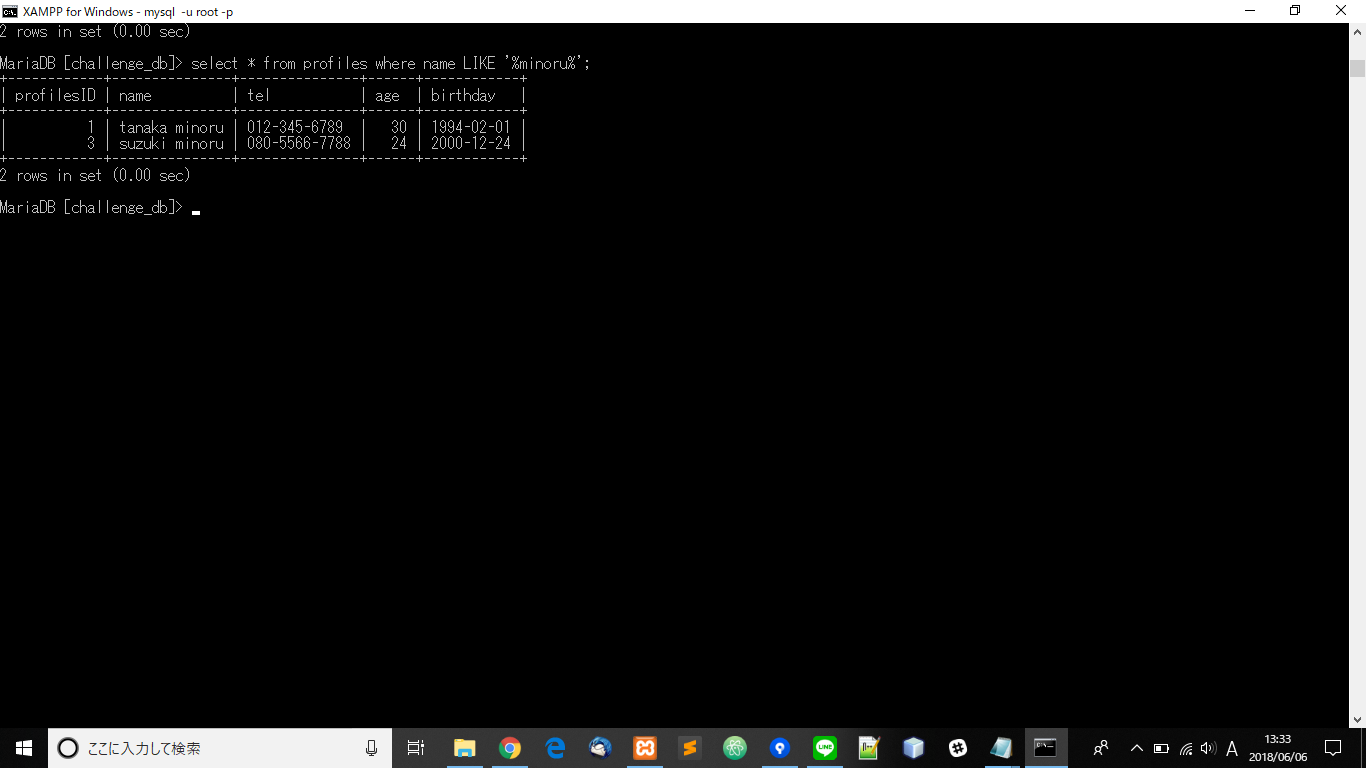 XAMPP for Windows - mysql -u root -p
2 rows in set (0.00 sec)
MariaDB [challenge_db]> select * from profiles where name LIKE '%minoru%';
+------------+---------------+---------------+------+------------+
| profilesID | name          | tel           | age  | birthday   |
+------------+---------------+---------------+------+------------+
|          1 | tanaka minoru | 012-345-6789  |   30 | 1994-02-01 |
|          3 | suzuki minoru | 080-5566-7788 |   24 | 2000-12-24 |
+------------+---------------+---------------+------+------------+
2 rows in set (0.00 sec)
MariaDB [challenge_db]>
ここに入力して検索
LINE
A
13:33
2018/06/06